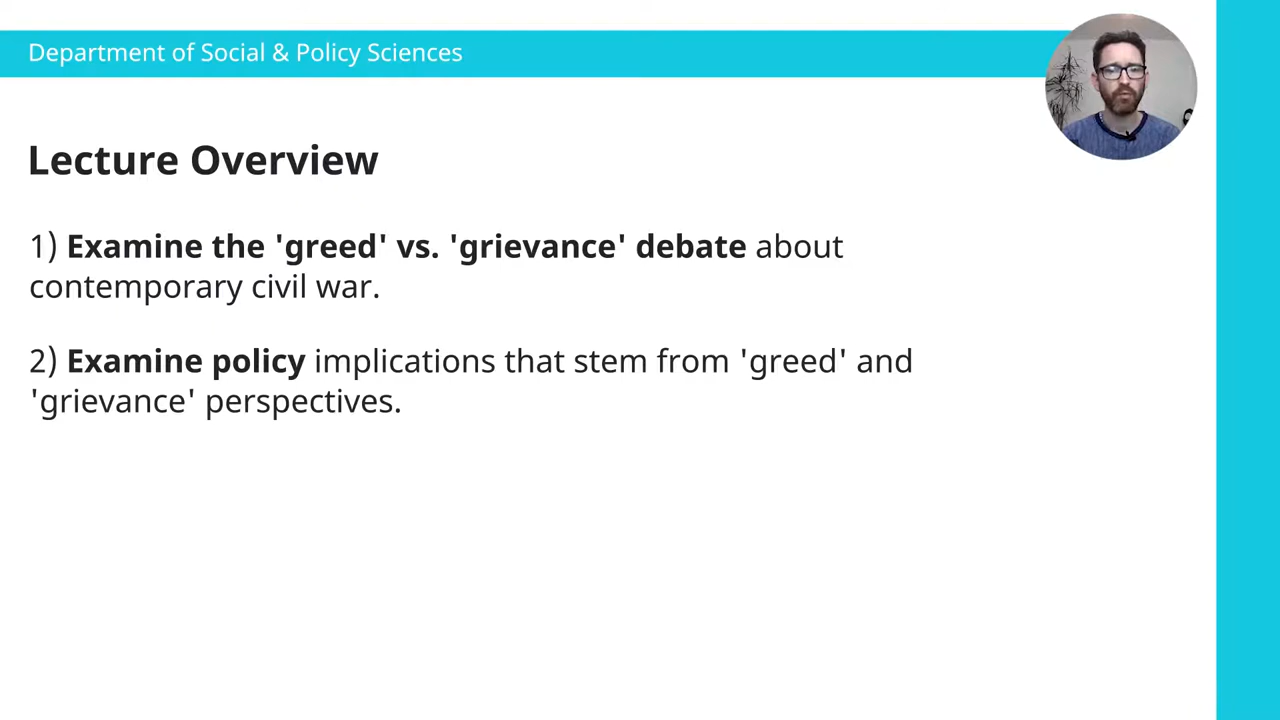 Department of Social & Policy Sciences
Lecture Overview
1) Examine the 'greed' vs. 'grievance' debate about
contemporary civil war.
2) Examine policy implications that stem from 'greed' and
'grievance' perspectives.